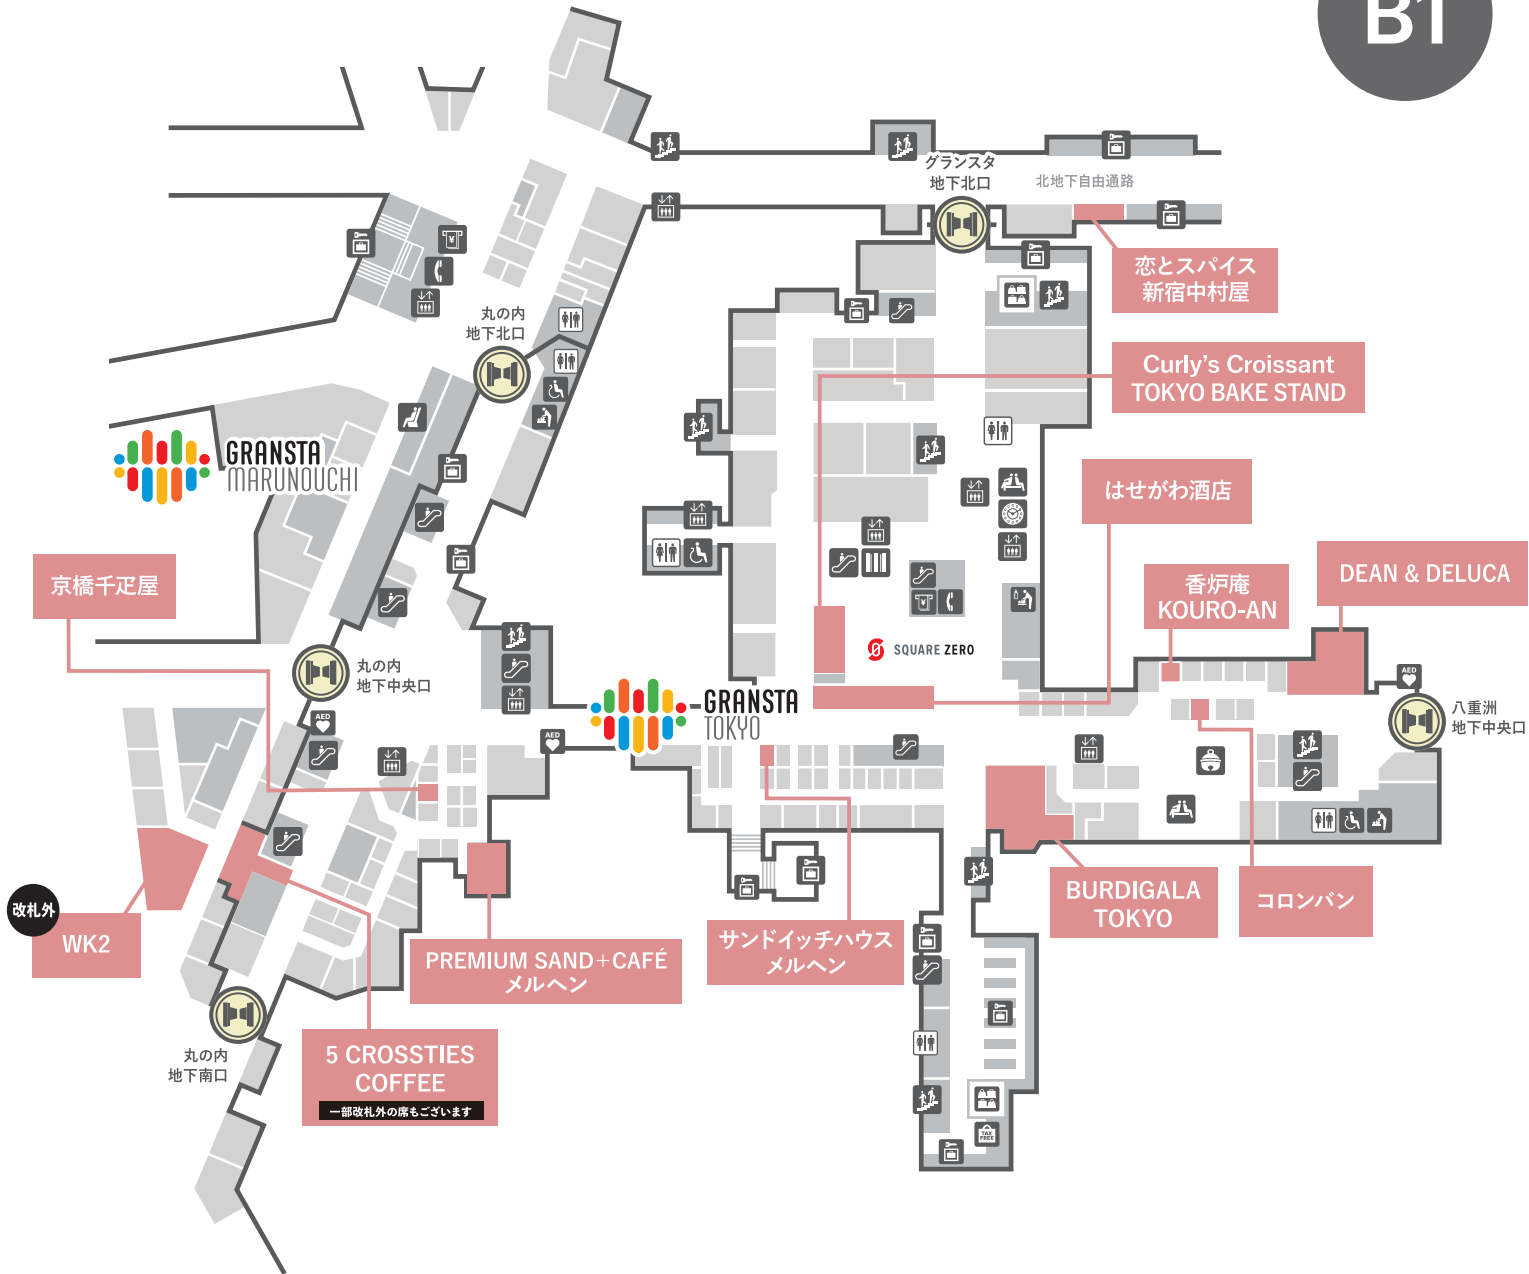 B1
グランスタ
地下北口
北地下自由通路
恋とスパイス
新宿中村屋
丸の内
地下北口
Curly's Croissant
TOKYO BAKE STAND
GRANSTA
MARUNOUCHI
はせがわ酒店
京橋千疋屋
香炉庵
KOURO-AN
DEAN & DELUCA
SQUARE ZERO
丸の内
地下中央口
AED
GRANSTA
TOKYO
AED
AED
八重洲
地下中央口
改札外
WK2
PREMIUM SAND+CAFÉ
メルヘン
サンドイッチハウス
メルヘン
BURDIGALA
TOKYO
コロンバン
丸の内
地下南口
5 CROSSTIES
COFFEE
一部改札外の席もございます
TAX
FREE